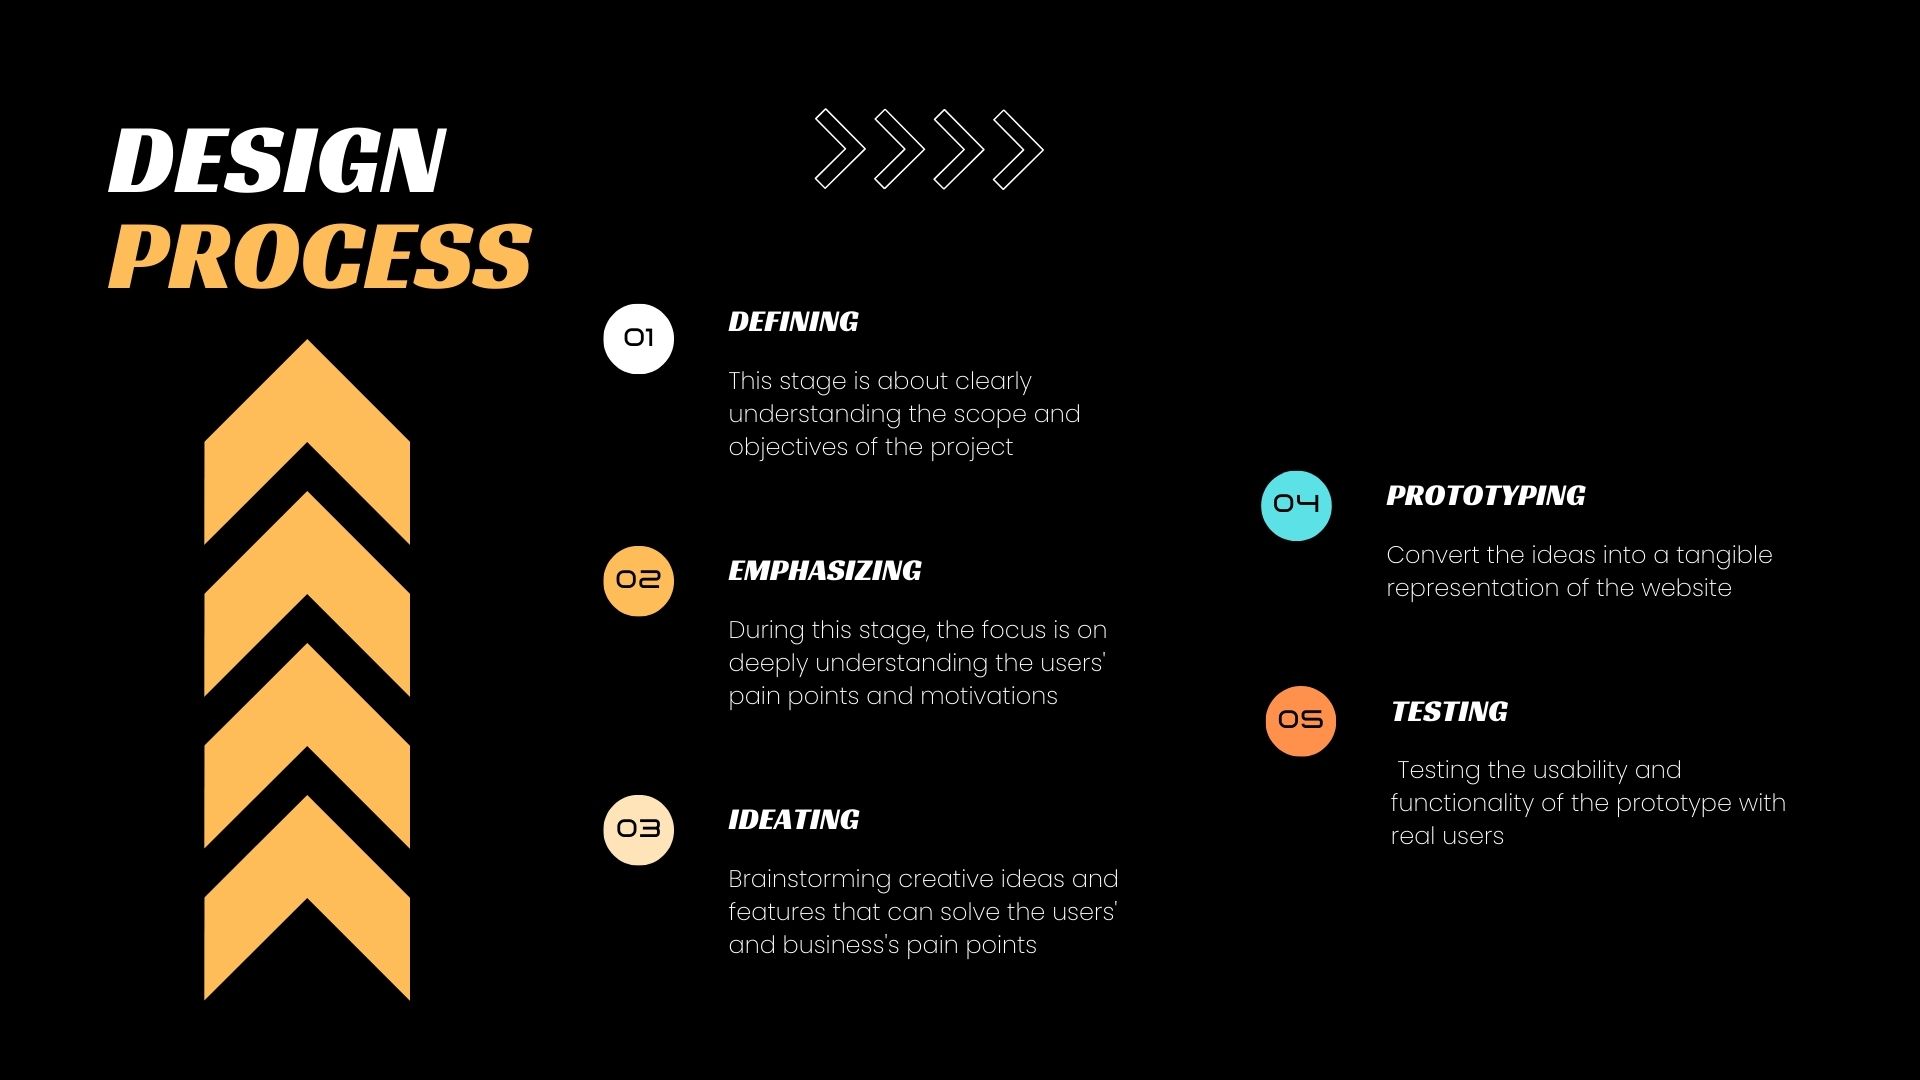 DESIGN
PROCESS
01
DEFINING
This stage is about clearly
understanding the scope and
objectives of the project
02
EMPHASIZING
During this stage, the focus is on
deeply understanding the users'
pain points and motivations
03
IDEATING
Brainstorming creative ideas and
features that can solve the users'
and business's pain points
04
PROTOTYPING
Convert the ideas into a tangible
representation of the website
05
TESTING
Testing the usability and
functionality of the prototype with
real users